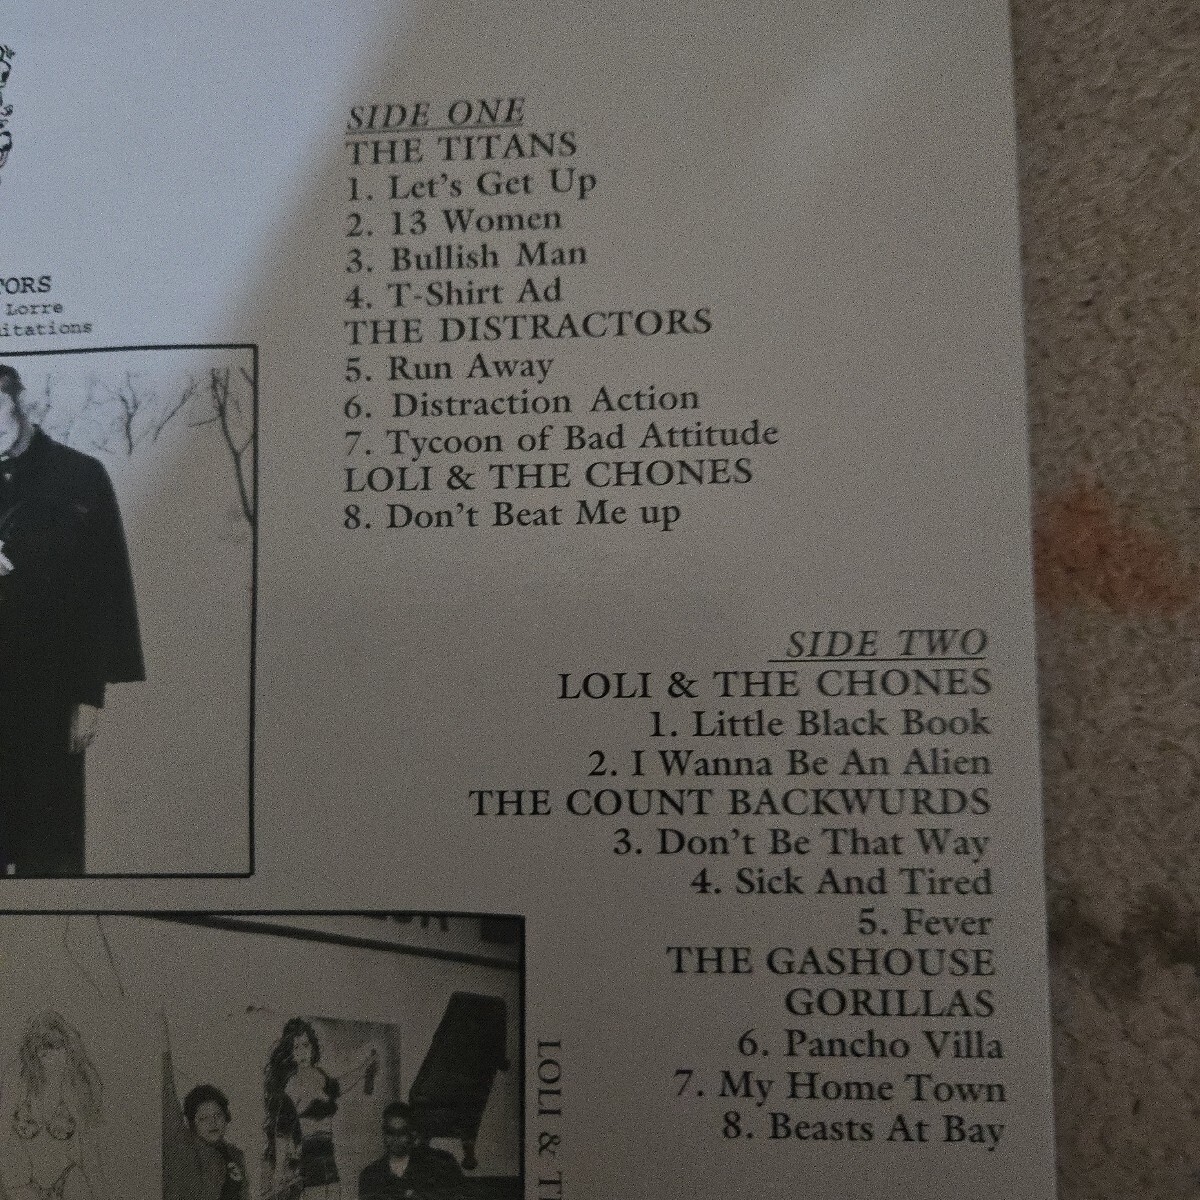 SIDE ONE
THE TITANS
1. Let's Get Up
2. 13 Women
3. Bullish Man
4. T-Shirt Ad
THE DISTRACTORS
5. Run Away
6. Distraction Action
7. Tycoon of Bad Attitude
LOLI & THE CHONES
8. Don't Beat Me up
TORS
Lorre
itations
SIDE TWO
LOLI & THE CHONES
1. Little Black Book
2. I Wanna Be An Alien
THE COUNT BACKWURDS
3. Don't Be That Way
4. Sick And Tired
5. Fever
THE GASHOUSE
GORILLAS
6. Pancho Villa
7. My Home Town
8. Beasts At Bay
LOLI & T